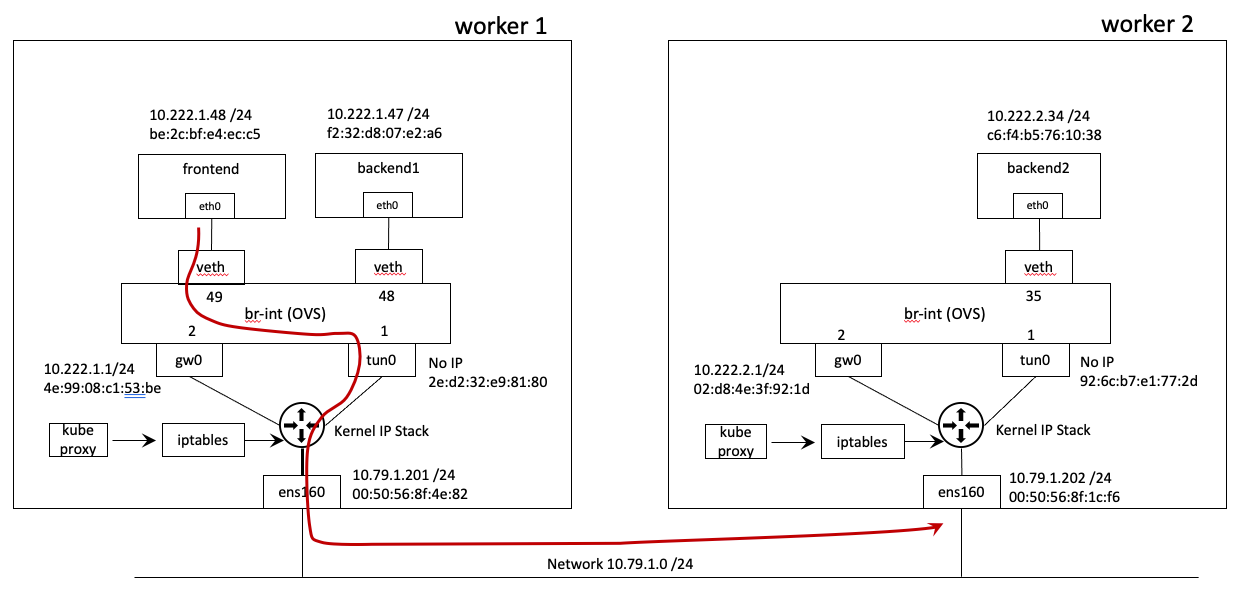 worker 1
worker 2
10.222.1.48 /24
be:2c:bf:e4:ec:c5
10.222.1.47 /24
f2:32:d8:07:e2:a6
10.222.2.34 /24
c6:f4:b5:76:10:38
frontend
backend1
backend2
eth0
eth0
eth0
veth
veth
veth
49
48
35
br-int (OVS)
br-int (OVS)
2
1
2
1
gw0
tun0
gw0
tun0
10.222.1.1/24
4e:99:08:c1:53:be
No IP
2e:d2:32:e9:81:80
10.222.2.1/24
02:d8:4e:3f:92:1d
No IP
92:6c:b7:e1:77:2d
kube
proxy
iptables
Kernel IP Stack
kube
proxy
iptables
Kernel IP Stack
ens160
10.79.1.201 /24
00:50:56:8f:4e:82
ens160
10.79.1.202 /24
00:50:56:8f:1c:f6
Network 10.79.1.0 /24